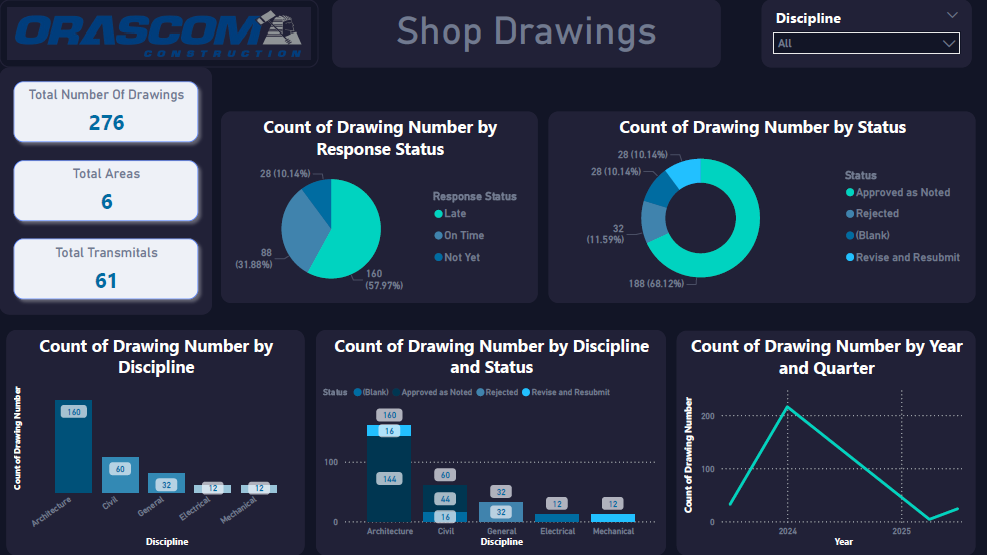 ORASCOM
CONSTRUCTION
Shop Drawings
Discipline
All
Total Number Of Drawings
276
Total Areas
6
Total Transmitals
61
Count of Drawing Number by
Response Status
28 (10.14%)
88
(31.88%)
160
(57.97%)
Response Status
Late
On Time
Not Yet
Count of Drawing Number by Status
28 (10.14%)
28 (10.14%)
32
(11.59%)
188 (68.12%)
Status
Approved as Noted
Rejected
(Blank)
Revise and Resubmit
Count of Drawing Number by
Discipline
Count of Drawing Number
160
60
32
12
12
Architecture
Civil
General
Electrical
Mechanical
Discipline
Count of Drawing Number by Discipline
and Status
Status (Blank) Approved as Noted Rejected Revise and Resubmit
100
0
160
16
144
60
44
16
32
32
12
12
Architecture Civil General Electrical Mechanical
Discipline
Count of Drawing Number by Year
and Quarter
Count of Drawing Number
200
100
0
2024 2025
Year